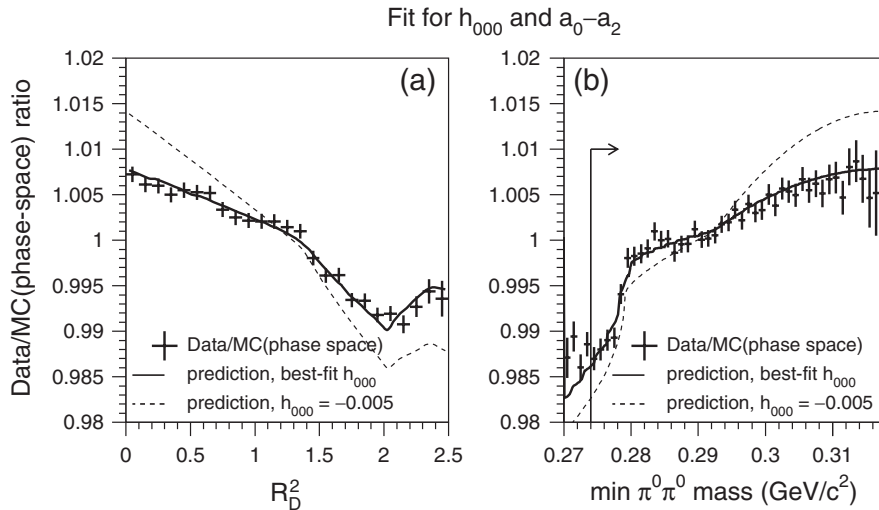 Fit for h000 and a0–a2
Data/MC(phase-space) ratio
(a)
1.02
1.015
1.01
1.005
1
0.995
0.99
0.985
0.98
Data/MC(phase space)
prediction, best-fit h000
prediction, h000 = −0.005
0 0.5 1 1.5 2 2.5
R²D
(b)
1.02
1.015
1.01
1.005
1
0.995
0.99
0.985
0.98
Data/MC(phase space)
prediction, best-fit h000
prediction, h000 = −0.005
0.27 0.28 0.29 0.3 0.31
min π⁰π⁰ mass (GeV/c²)